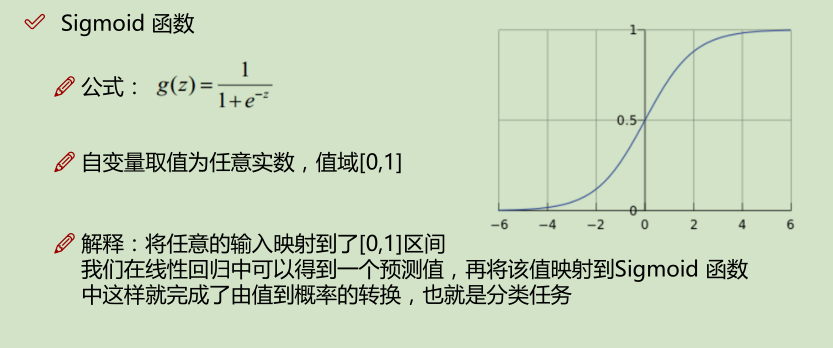 Sigmoid 函数
公式： g(z)=1/(1+e^{-z})
自变量取值为任意实数，值域[0,1]
解释：将任意的输入映射到了[0,1]区间
我们在线性回归中可以得到一个预测值，再将该值映射到Sigmoid 函数
中这样就完成了由值到概率的转换，也就是分类任务
1
0.5
0
−6 −4 −2 0 2 4 6